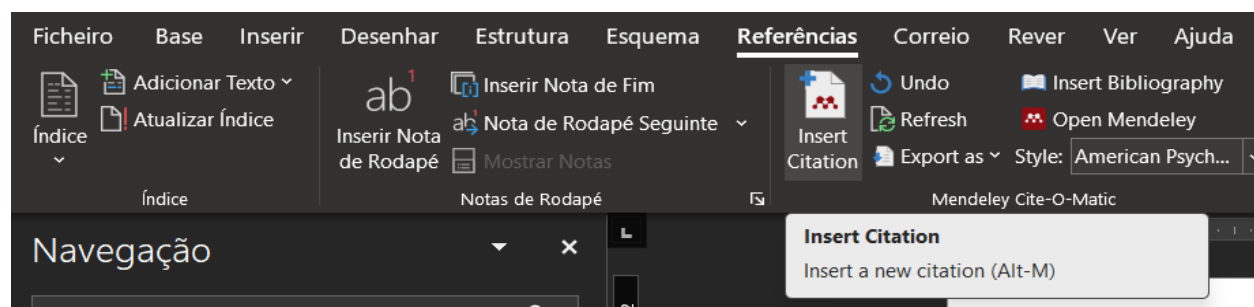 Ficheiro Base Inserir Desenhar Estrutura Esquema Referências Correio Rever Ver Ajuda
Índice
Adicionar Texto
Atualizar Índice
Índice
ab1
Inserir Nota
de Rodapé
Inserir Nota de Fim
ab Nota de Rodapé Seguinte
Mostrar Notas
Notas de Rodapé
Insert
Citation
Undo
Refresh
Export as
Insert Bibliography
Open Mendeley
Style: American Psych...
Mendeley Cite-O-Matic
Navegação
L
Insert Citation
Insert a new citation (Alt-M)